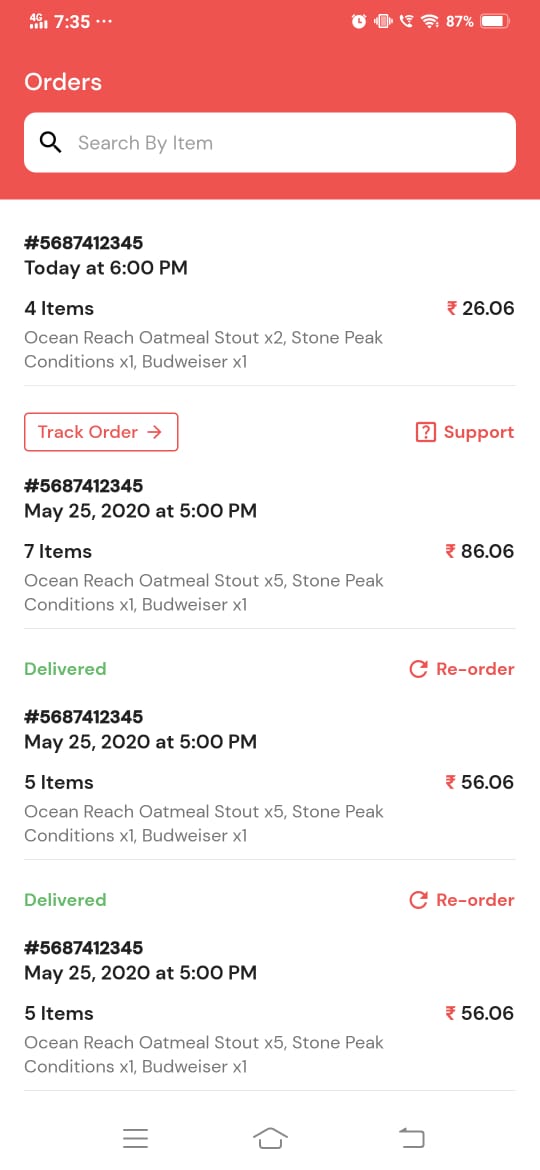 4G 7:35 ··· 87%
Orders
Search By Item
#5687412345
Today at 6:00 PM
4 Items ₹ 26.06
Ocean Reach Oatmeal Stout x2, Stone Peak
Conditions x1, Budweiser x1
Track Order → ? Support
#5687412345
May 25, 2020 at 5:00 PM
7 Items ₹ 86.06
Ocean Reach Oatmeal Stout x5, Stone Peak
Conditions x1, Budweiser x1
Delivered Re-order
#5687412345
May 25, 2020 at 5:00 PM
5 Items ₹ 56.06
Ocean Reach Oatmeal Stout x5, Stone Peak
Conditions x1, Budweiser x1
Delivered Re-order
#5687412345
May 25, 2020 at 5:00 PM
5 Items ₹ 56.06
Ocean Reach Oatmeal Stout x5, Stone Peak
Conditions x1, Budweiser x1